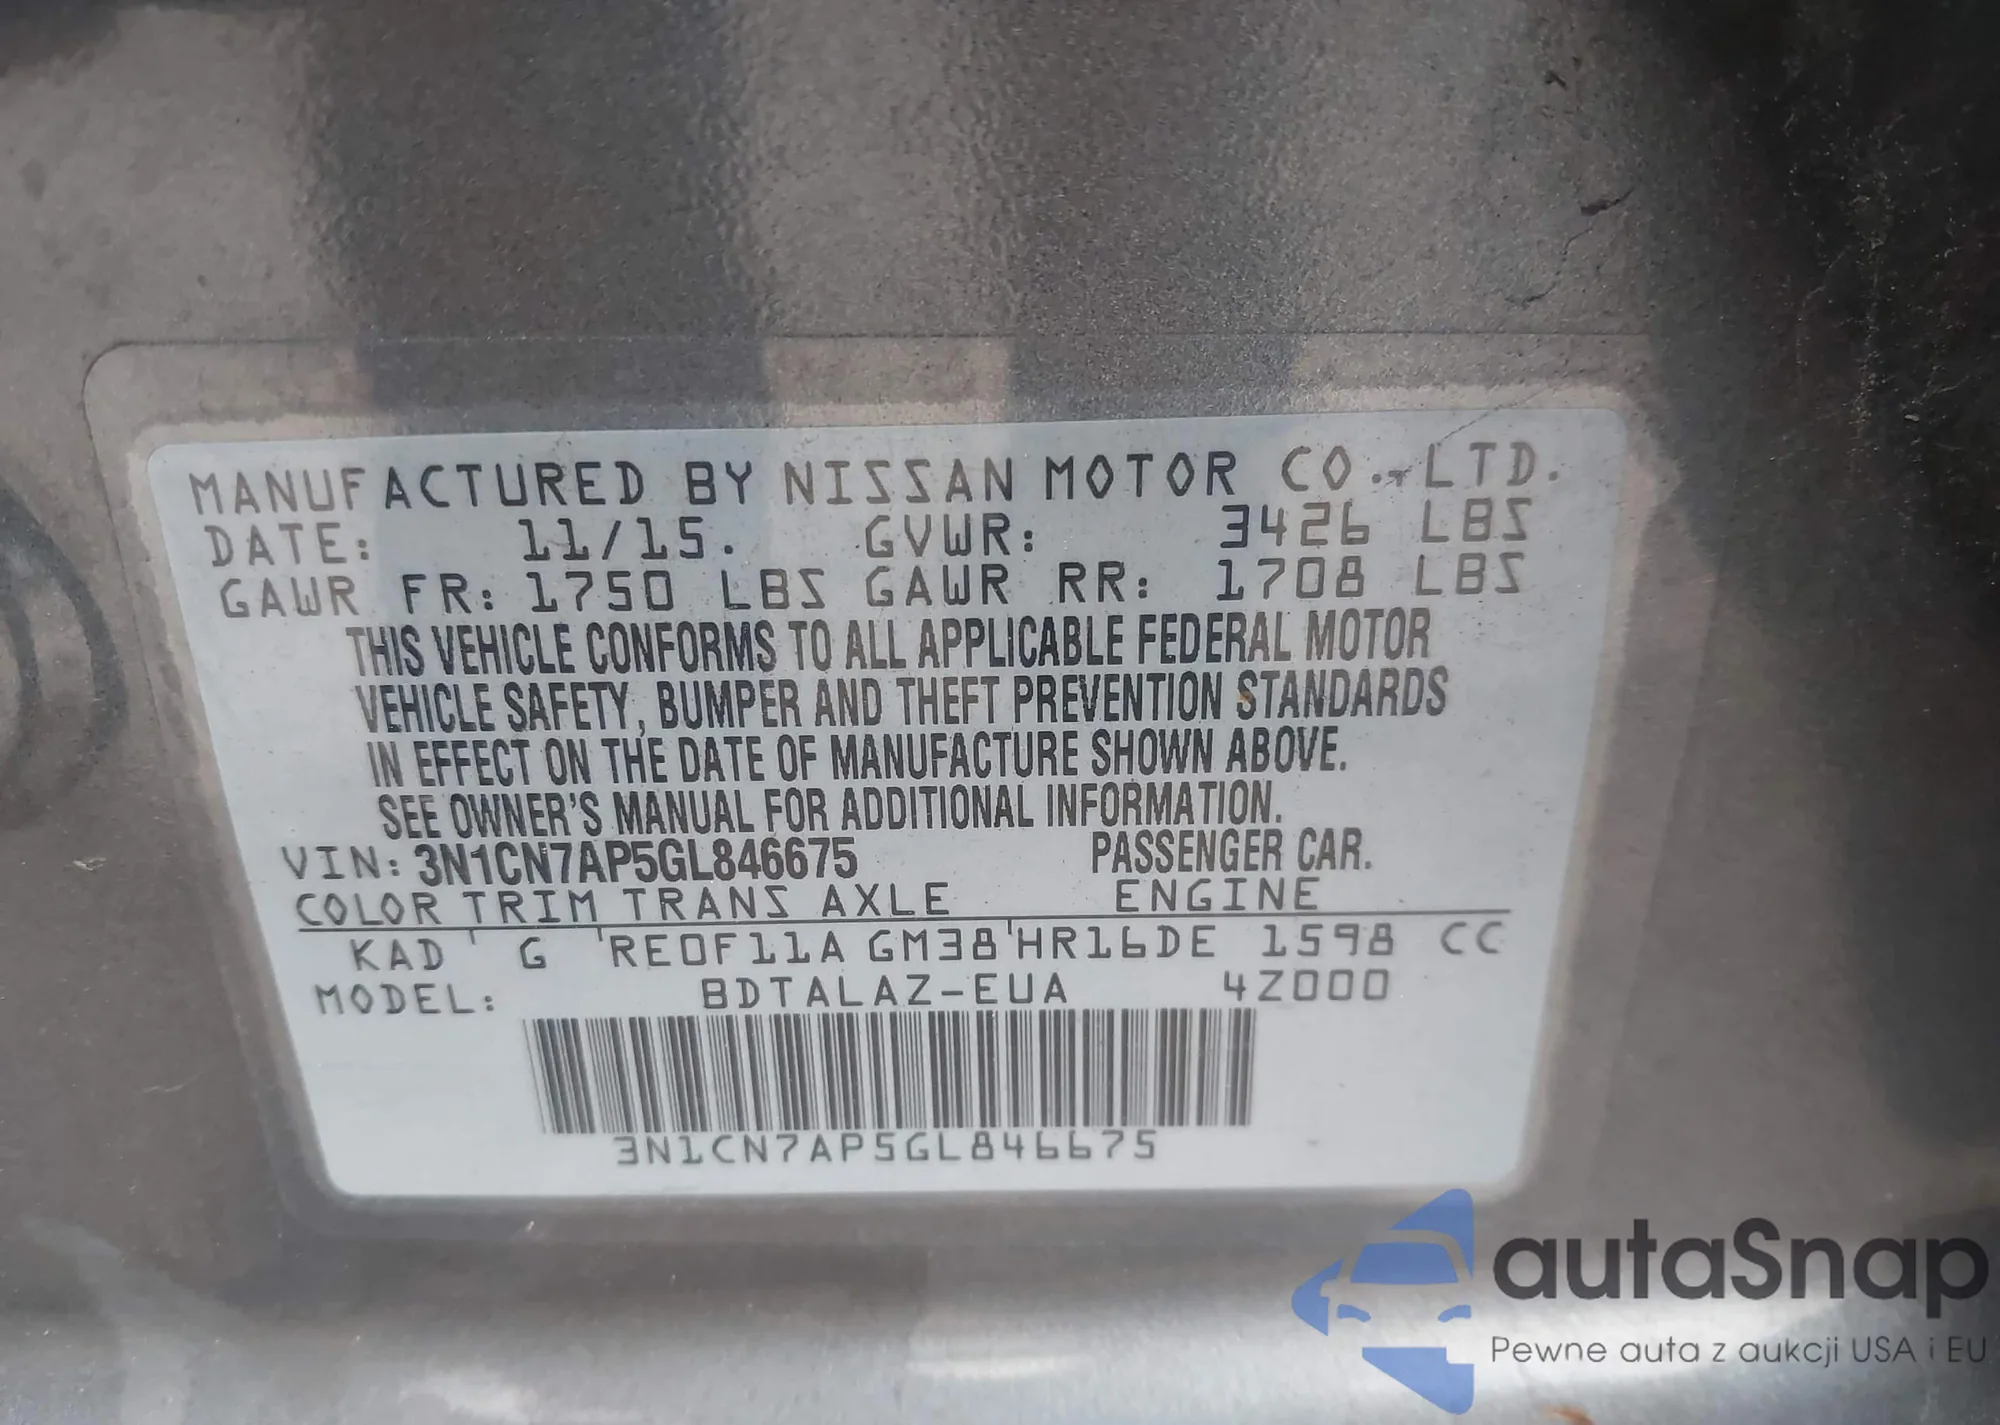 MANUFACTURED BY NISSAN MOTOR CO., LTD.
DATE: 11/15. GVWR: 3426 LBS
GAWR FR: 1750 LBS GAWR RR: 1708 LBS
THIS VEHICLE CONFORMS TO ALL APPLICABLE FEDERAL MOTOR
VEHICLE SAFETY, BUMPER AND THEFT PREVENTION STANDARDS
IN EFFECT ON THE DATE OF MANUFACTURE SHOWN ABOVE.
SEE OWNER'S MANUAL FOR ADDITIONAL INFORMATION.
VIN: 3N1CN7AP5GL846675 PASSENGER CAR.
COLOR TRIM TRANS AXLE ENGINE
KAD G RE0F11A GM38 HR16DE 1598 CC
MODEL: BDTALAZ-EUA 4Z000
3N1CN7AP5GL846675
autaSnap
Pewne auta z aukcji USA i EU